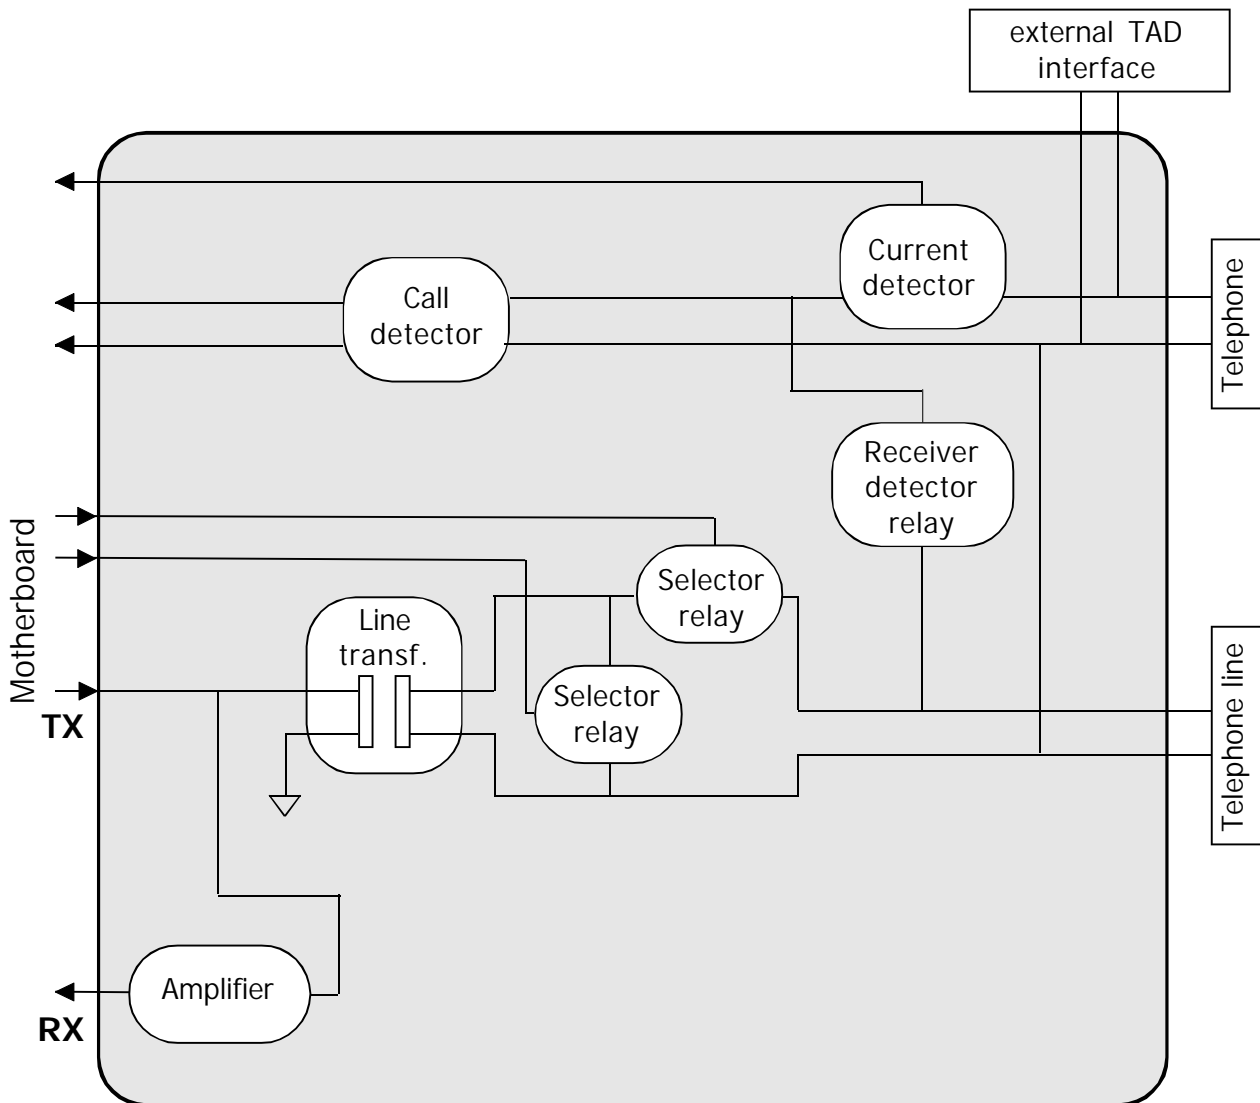 external TAD
interface
Current
detector
Call
detector
Telephone
Receiver
detector
relay
Motherboard
Selector
relay
Line
transf.
Selector
relay
Telephone line
TX
Amplifier
RX